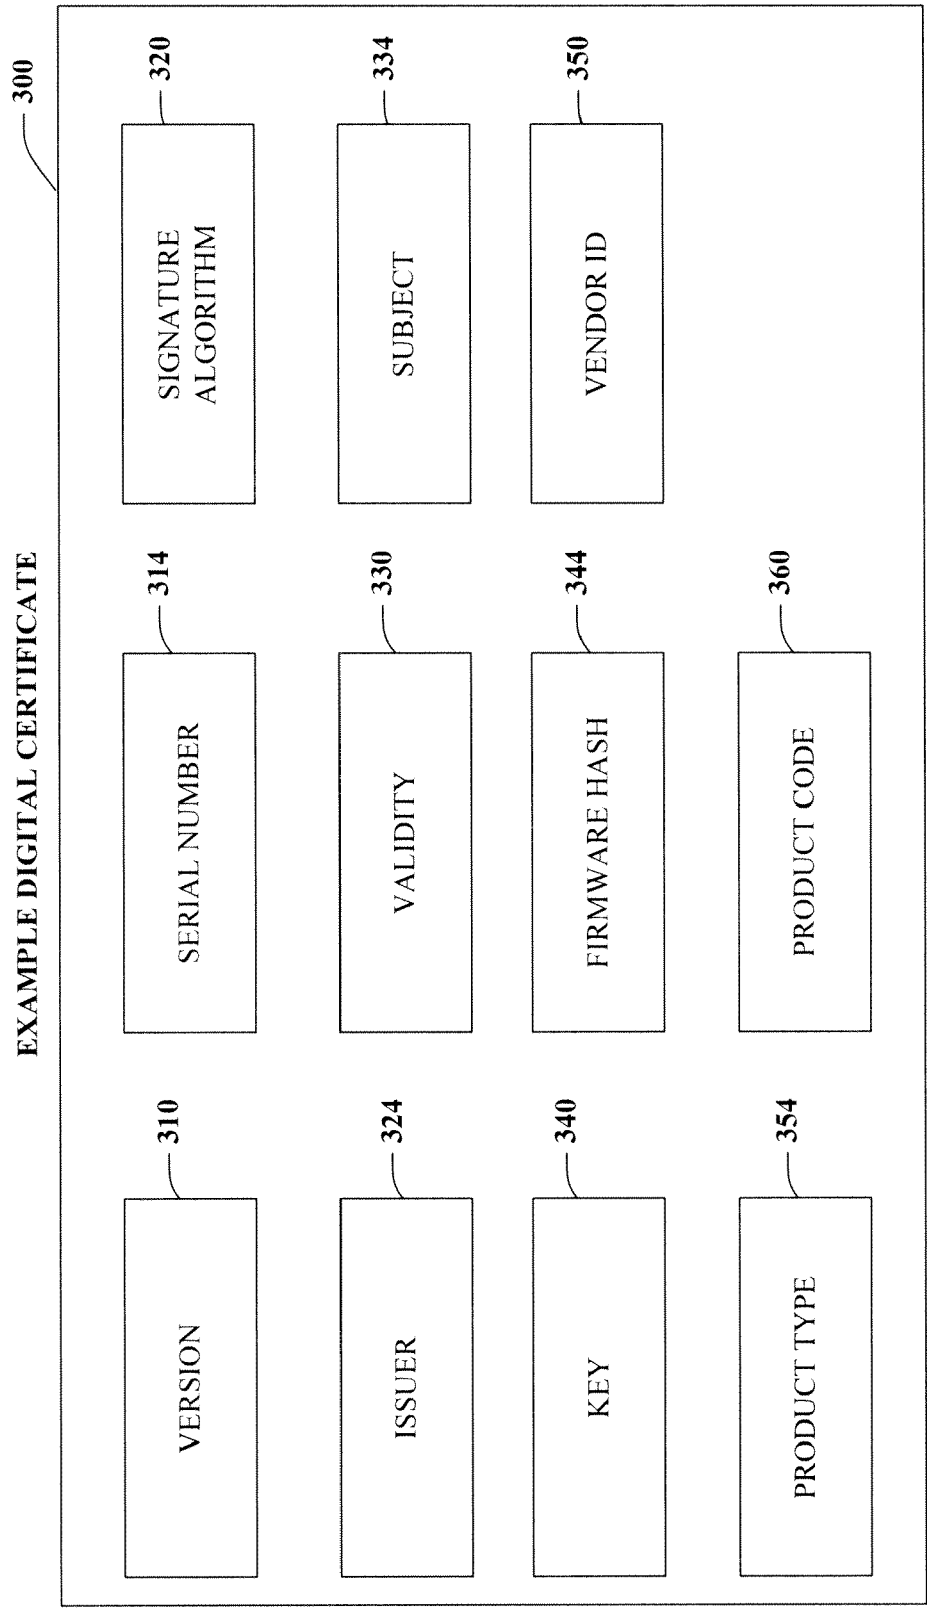 EXAMPLE DIGITAL CERTIFICATE
300
310
VERSION
314
SERIAL NUMBER
320
SIGNATURE
ALGORITHM
324
ISSUER
330
VALIDITY
334
SUBJECT
340
KEY
344
FIRMWARE HASH
350
VENDOR ID
354
PRODUCT TYPE
360
PRODUCT CODE